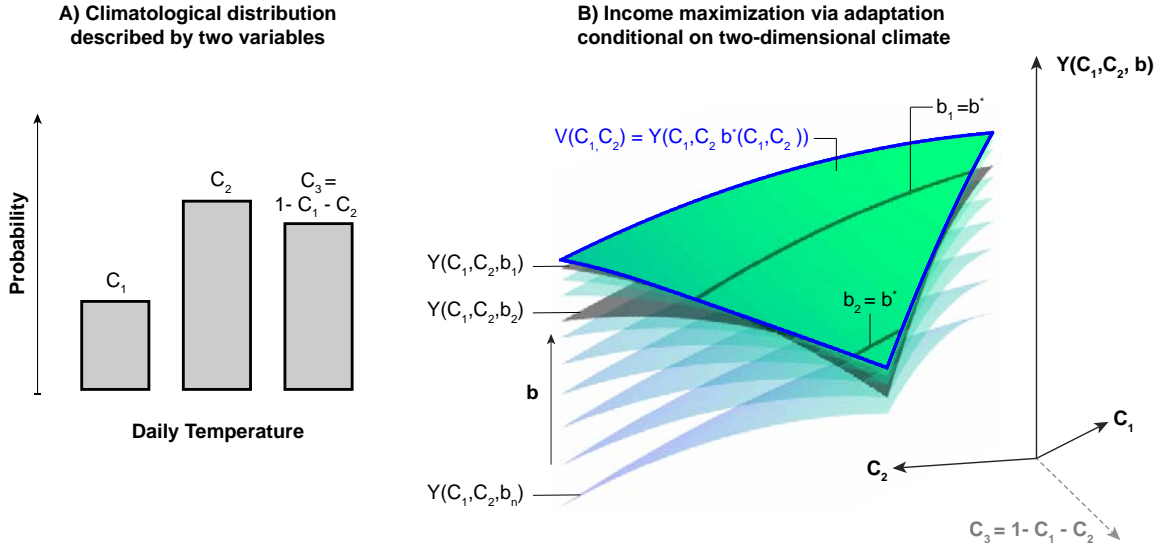 A) Climatological distribution
described by two variables
Probability
C₁
C₂
C₃ =
1- C₁ - C₂
Daily Temperature
B) Income maximization via adaptation
conditional on two-dimensional climate
Y(C₁,C₂, b)
b₁ =b*
V(C₁,C₂) = Y(C₁,C₂ b*(C₁,C₂ ))
Y(C₁,C₂,b₁)
Y(C₁,C₂,b₂)
b₂ = b*
b
Y(C₁,C₂,bₙ)
C₁
C₂
C₃ = 1- C₁ - C₂